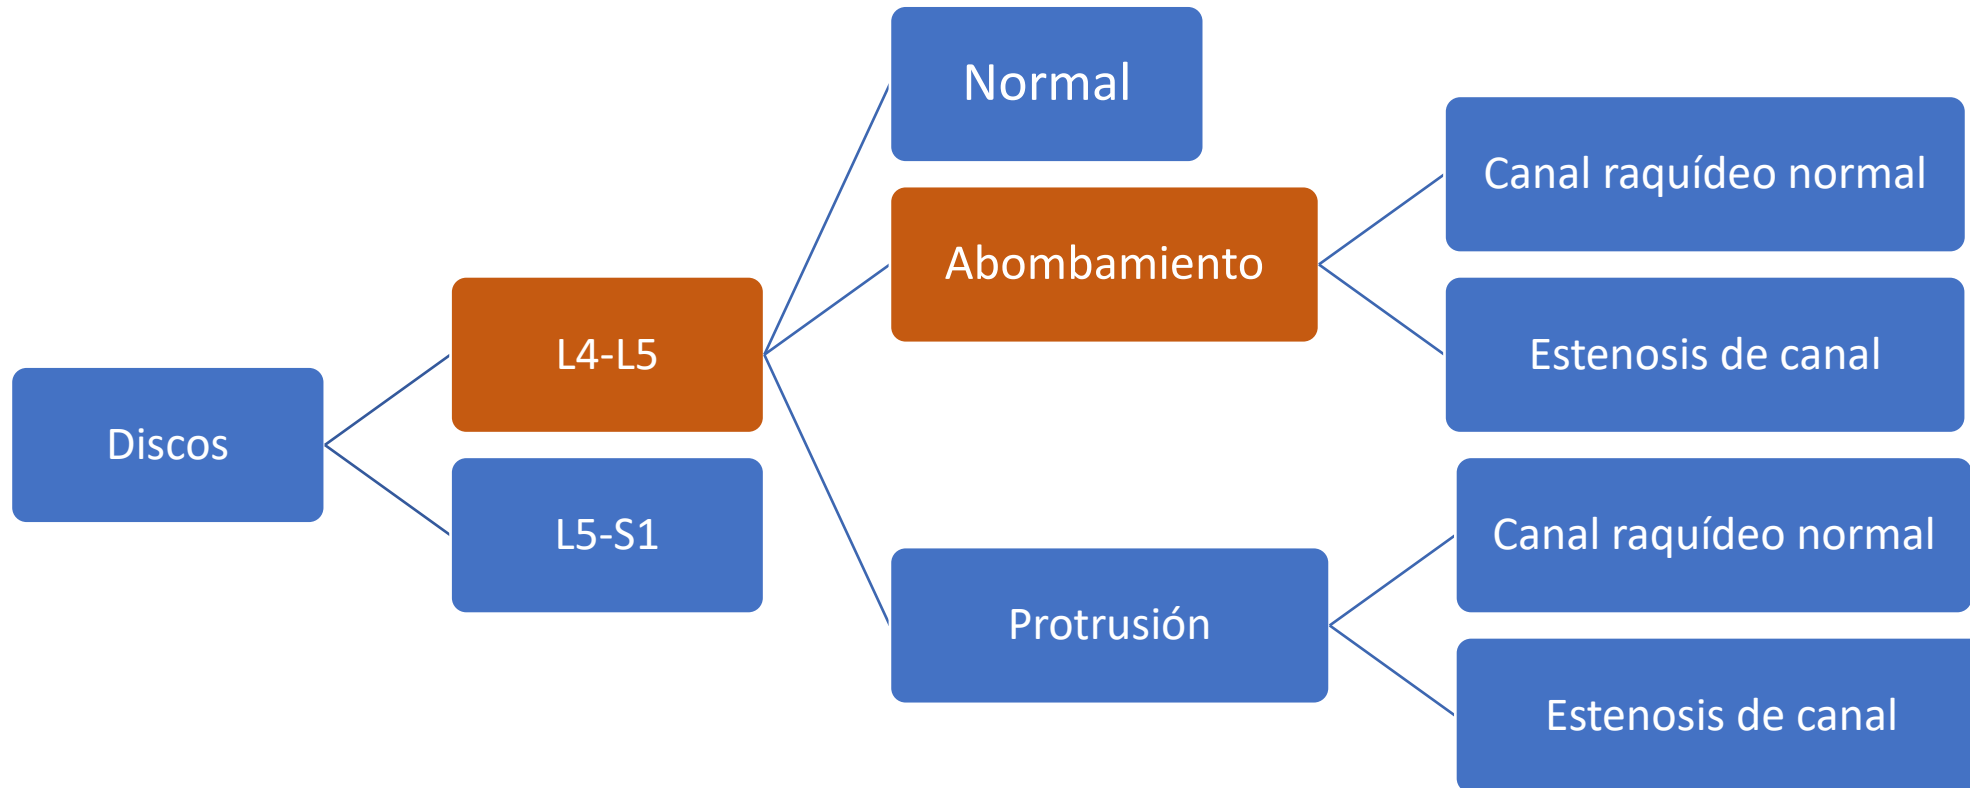 Discos
L4-L5
L5-S1
Normal
Abombamiento
Protrusión
Canal raquídeo normal
Estenosis de canal
Canal raquídeo normal
Estenosis de canal